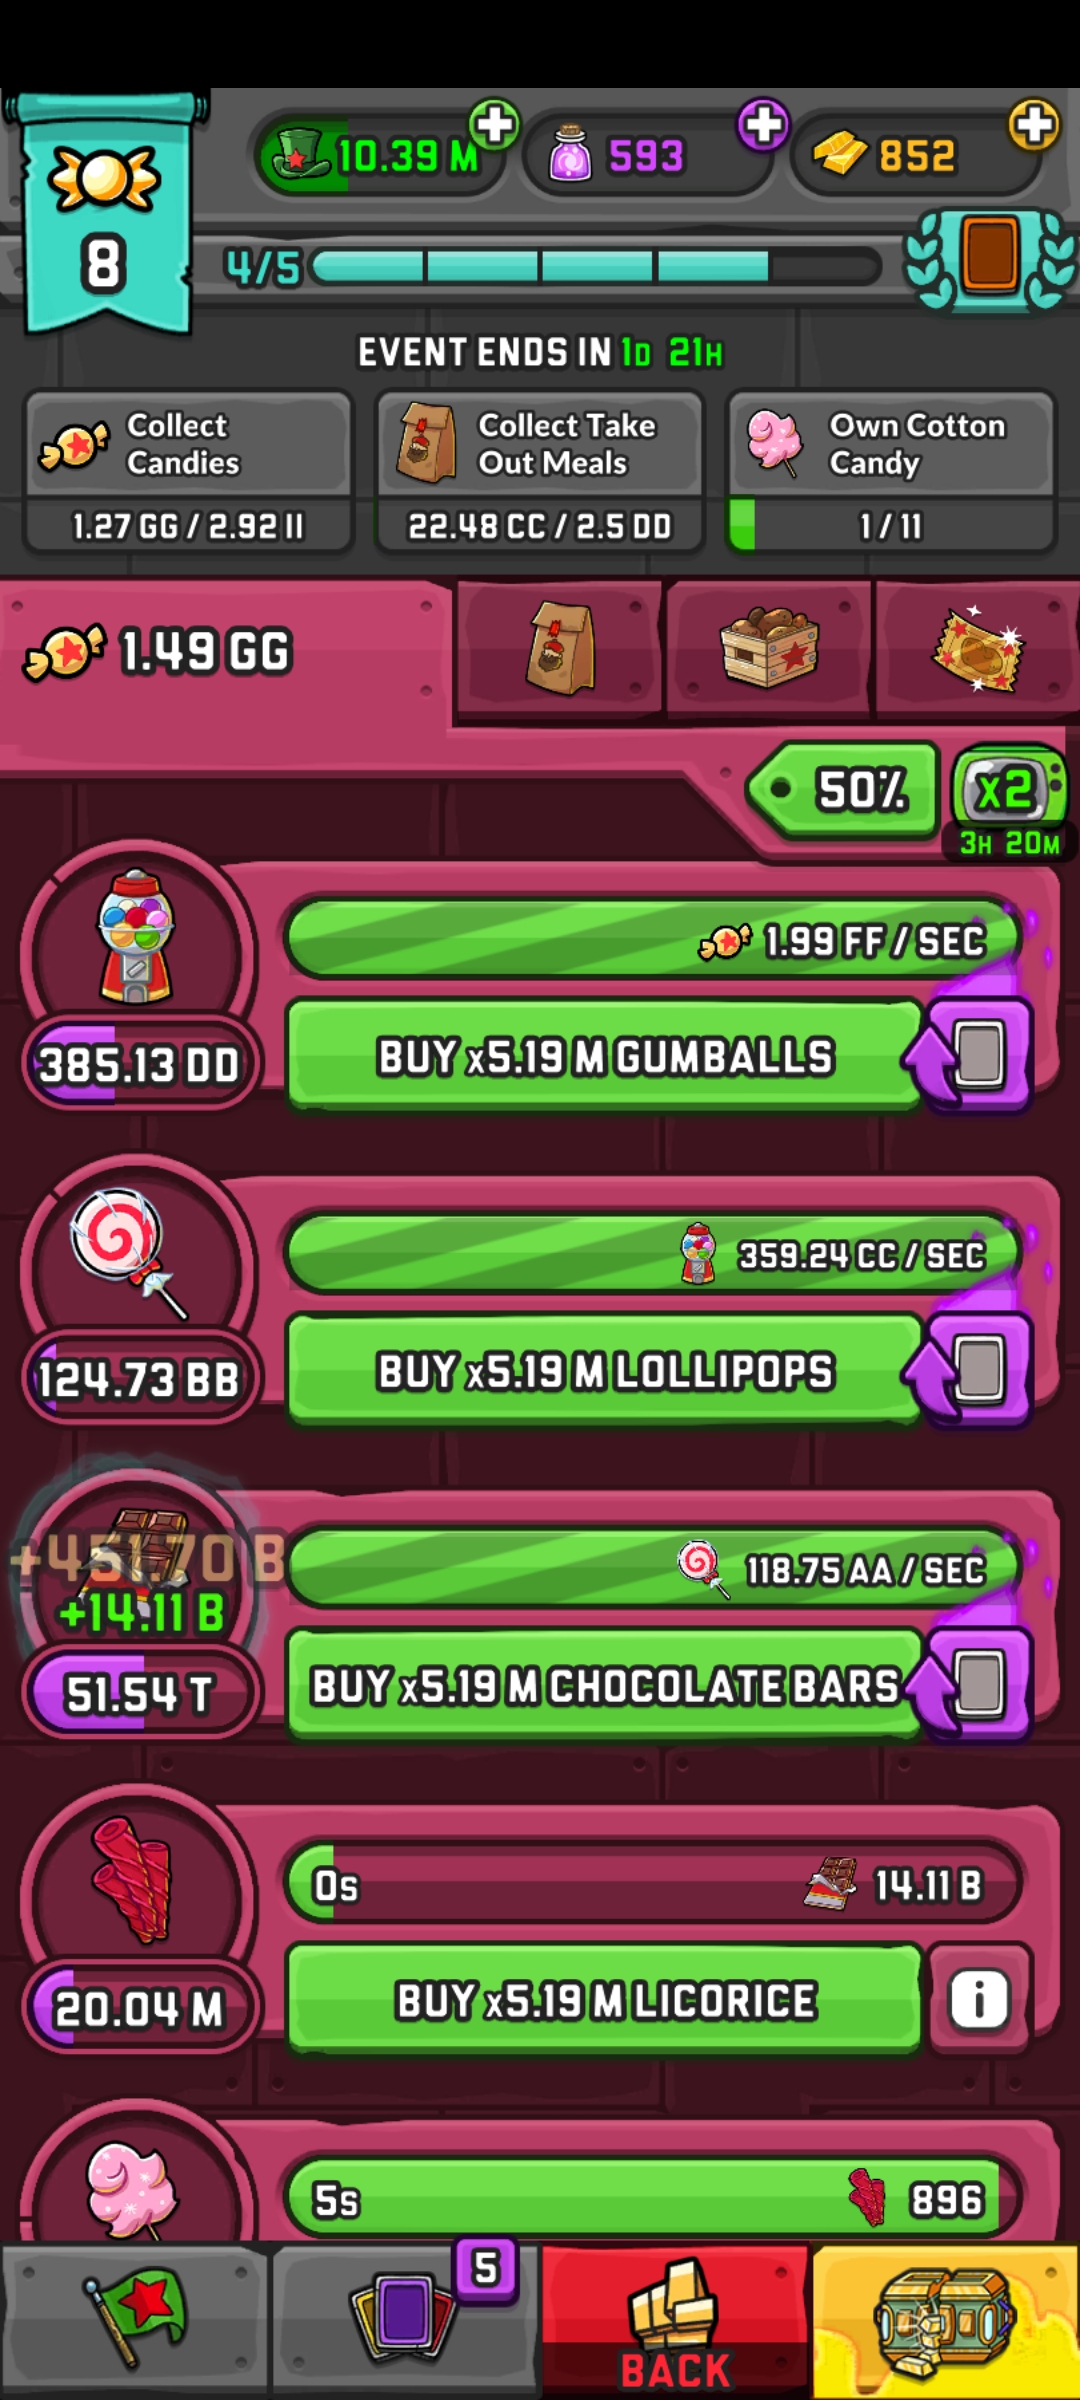 10.39 M
593
852
8
4/5
EVENT ENDS IN 1D 21H
Collect
Candies
1.27 GG / 2.92 II
Collect Take
Out Meals
22.48 CC / 2.5 DD
Own Cotton
Candy
1 / 11
1.49 GG
50%
x2
3H 20M
1.99 FF / SEC
385.13 DD
BUY x5.19 M GUMBALLS
359.24 CC / SEC
124.73 BB
BUY x5.19 M LOLLIPOPS
+451.70 B
+14.11 B
118.75 AA / SEC
51.54 T
BUY x5.19 M CHOCOLATE BARS
0s
14.11 B
20.04 M
BUY x5.19 M LICORICE
i
5s
896
5
BACK